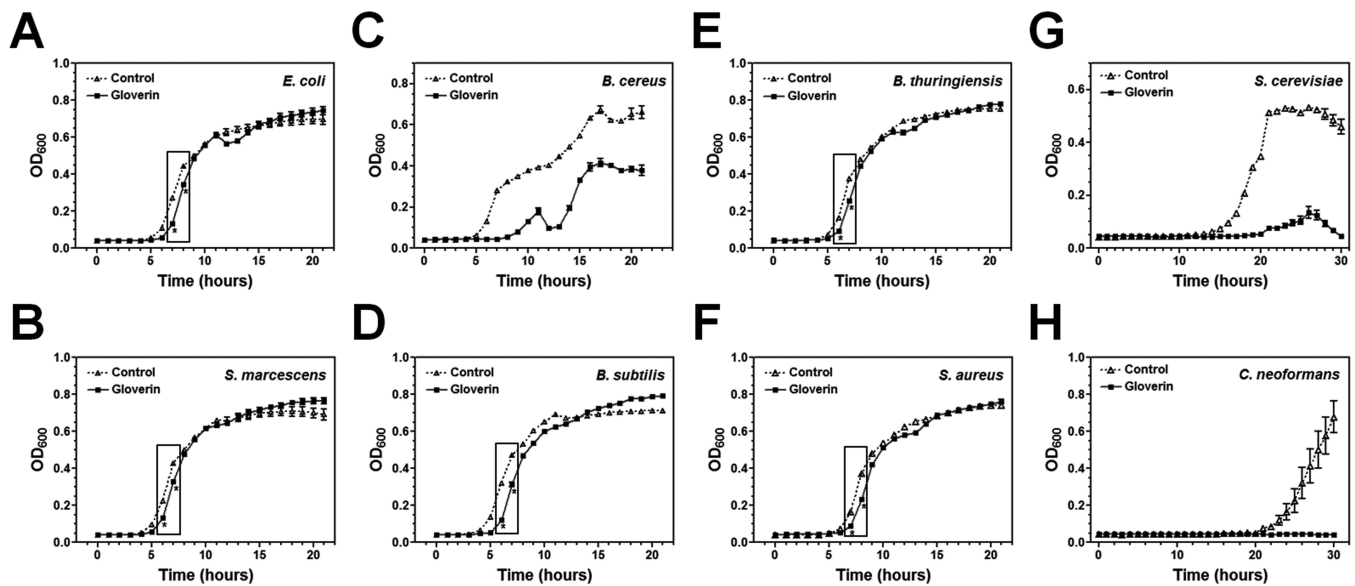 A
C
E
G
Control
Gloverin
E. coli
OD600
1.0
0.8
0.6
0.4
0.2
0.0
0
5
10
15
20
Time (hours)
*
*
Control
Gloverin
B. cereus
OD600
0.8
0.6
0.4
0.2
0.0
0
5
10
15
20
Time (hours)
Control
Gloverin
B. thuringiensis
OD600
1.0
0.8
0.6
0.4
0.2
0.0
0
5
10
15
20
Time (hours)
*
*
Control
Gloverin
S. cerevisiae
OD600
0.6
0.4
0.2
0.0
0
10
20
30
Time (hours)
B
D
F
H
Control
Gloverin
S. marcescens
OD600
1.0
0.8
0.6
0.4
0.2
0.0
0
5
10
15
20
Time (hours)
*
*
Control
Gloverin
B. subtilis
OD600
1.0
0.8
0.6
0.4
0.2
0.0
0
5
10
15
20
Time (hours)
*
*
Control
Gloverin
S. aureus
OD600
1.0
0.8
0.6
0.4
0.2
0.0
0
5
10
15
20
Time (hours)
*
*
Control
Gloverin
C. neoformans
OD600
1.0
0.8
0.6
0.4
0.2
0.0
0
10
20
30
Time (hours)